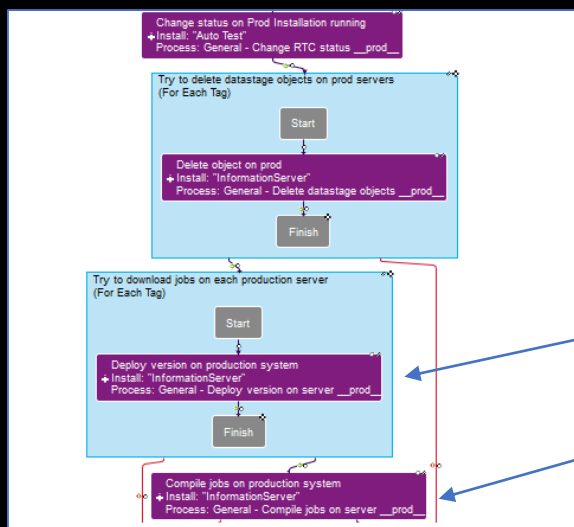 Change status on Prod Installation running
Install: "Auto Test"
Process: General - Change RTC status __prod__
Try to delete datastage objects on prod servers
(For Each Tag)
Start
Delete object on prod
Install: "InformationServer"
Process: General - Delete datastage objects __prod__
Finish
Try to download jobs on each production server
(For Each Tag)
Start
Deploy version on production system
Install: "InformationServer"
Process: General - Deploy version on server __prod__
Finish
Compile jobs on production system
Install: "InformationServer"
Process: General - Compile jobs on server __prod__